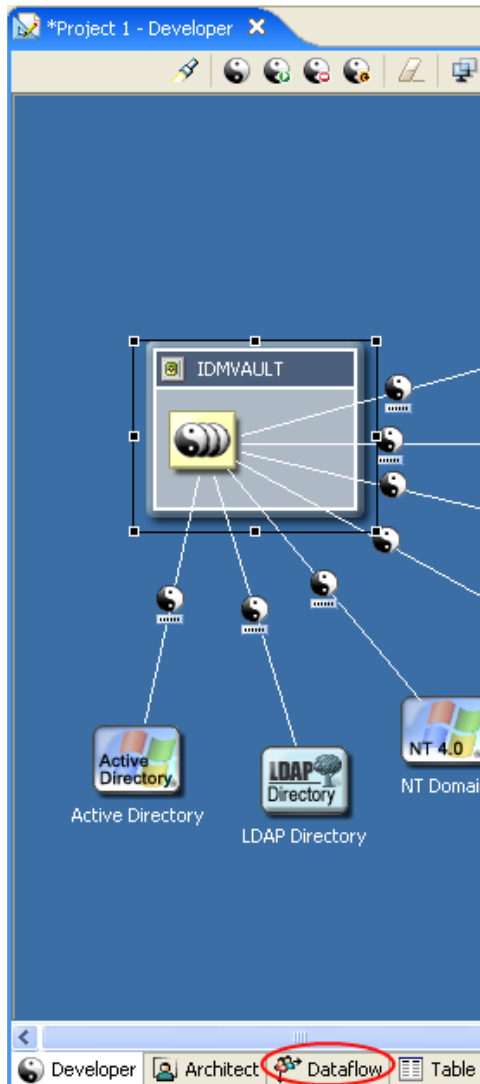 *Project 1 - Developer
IDMVAULT
Active
Directory
Active Directory
LDAP
Directory
LDAP Directory
NT 4.0
NT Domai
Developer
Architect
Dataflow
Table